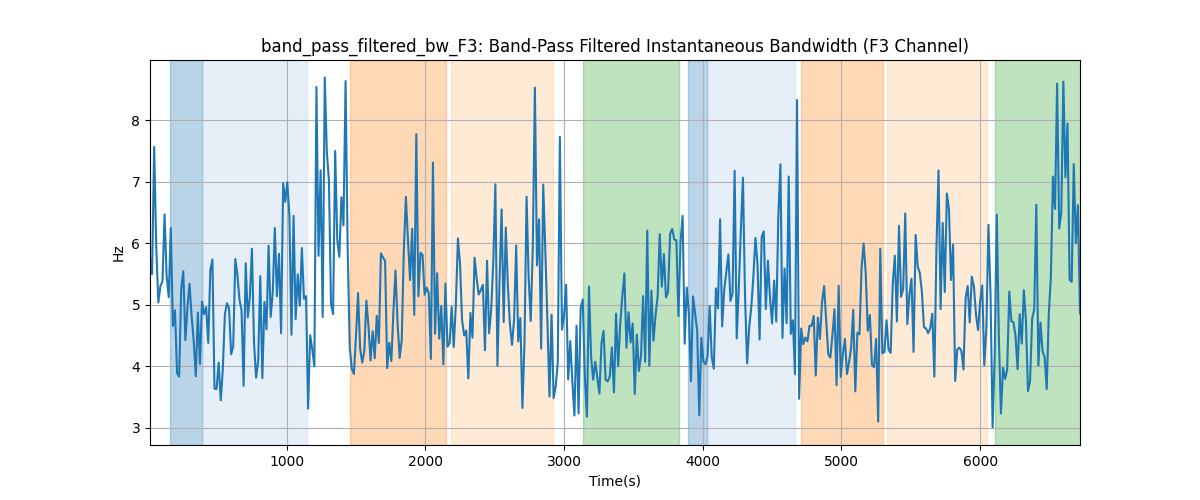 band_pass_filtered_bw_F3: Band-Pass Filtered Instantaneous Bandwidth (F3 Channel)
8
7
6
5
4
3
Hz
1000 2000 3000 4000 5000 6000
Time(s)